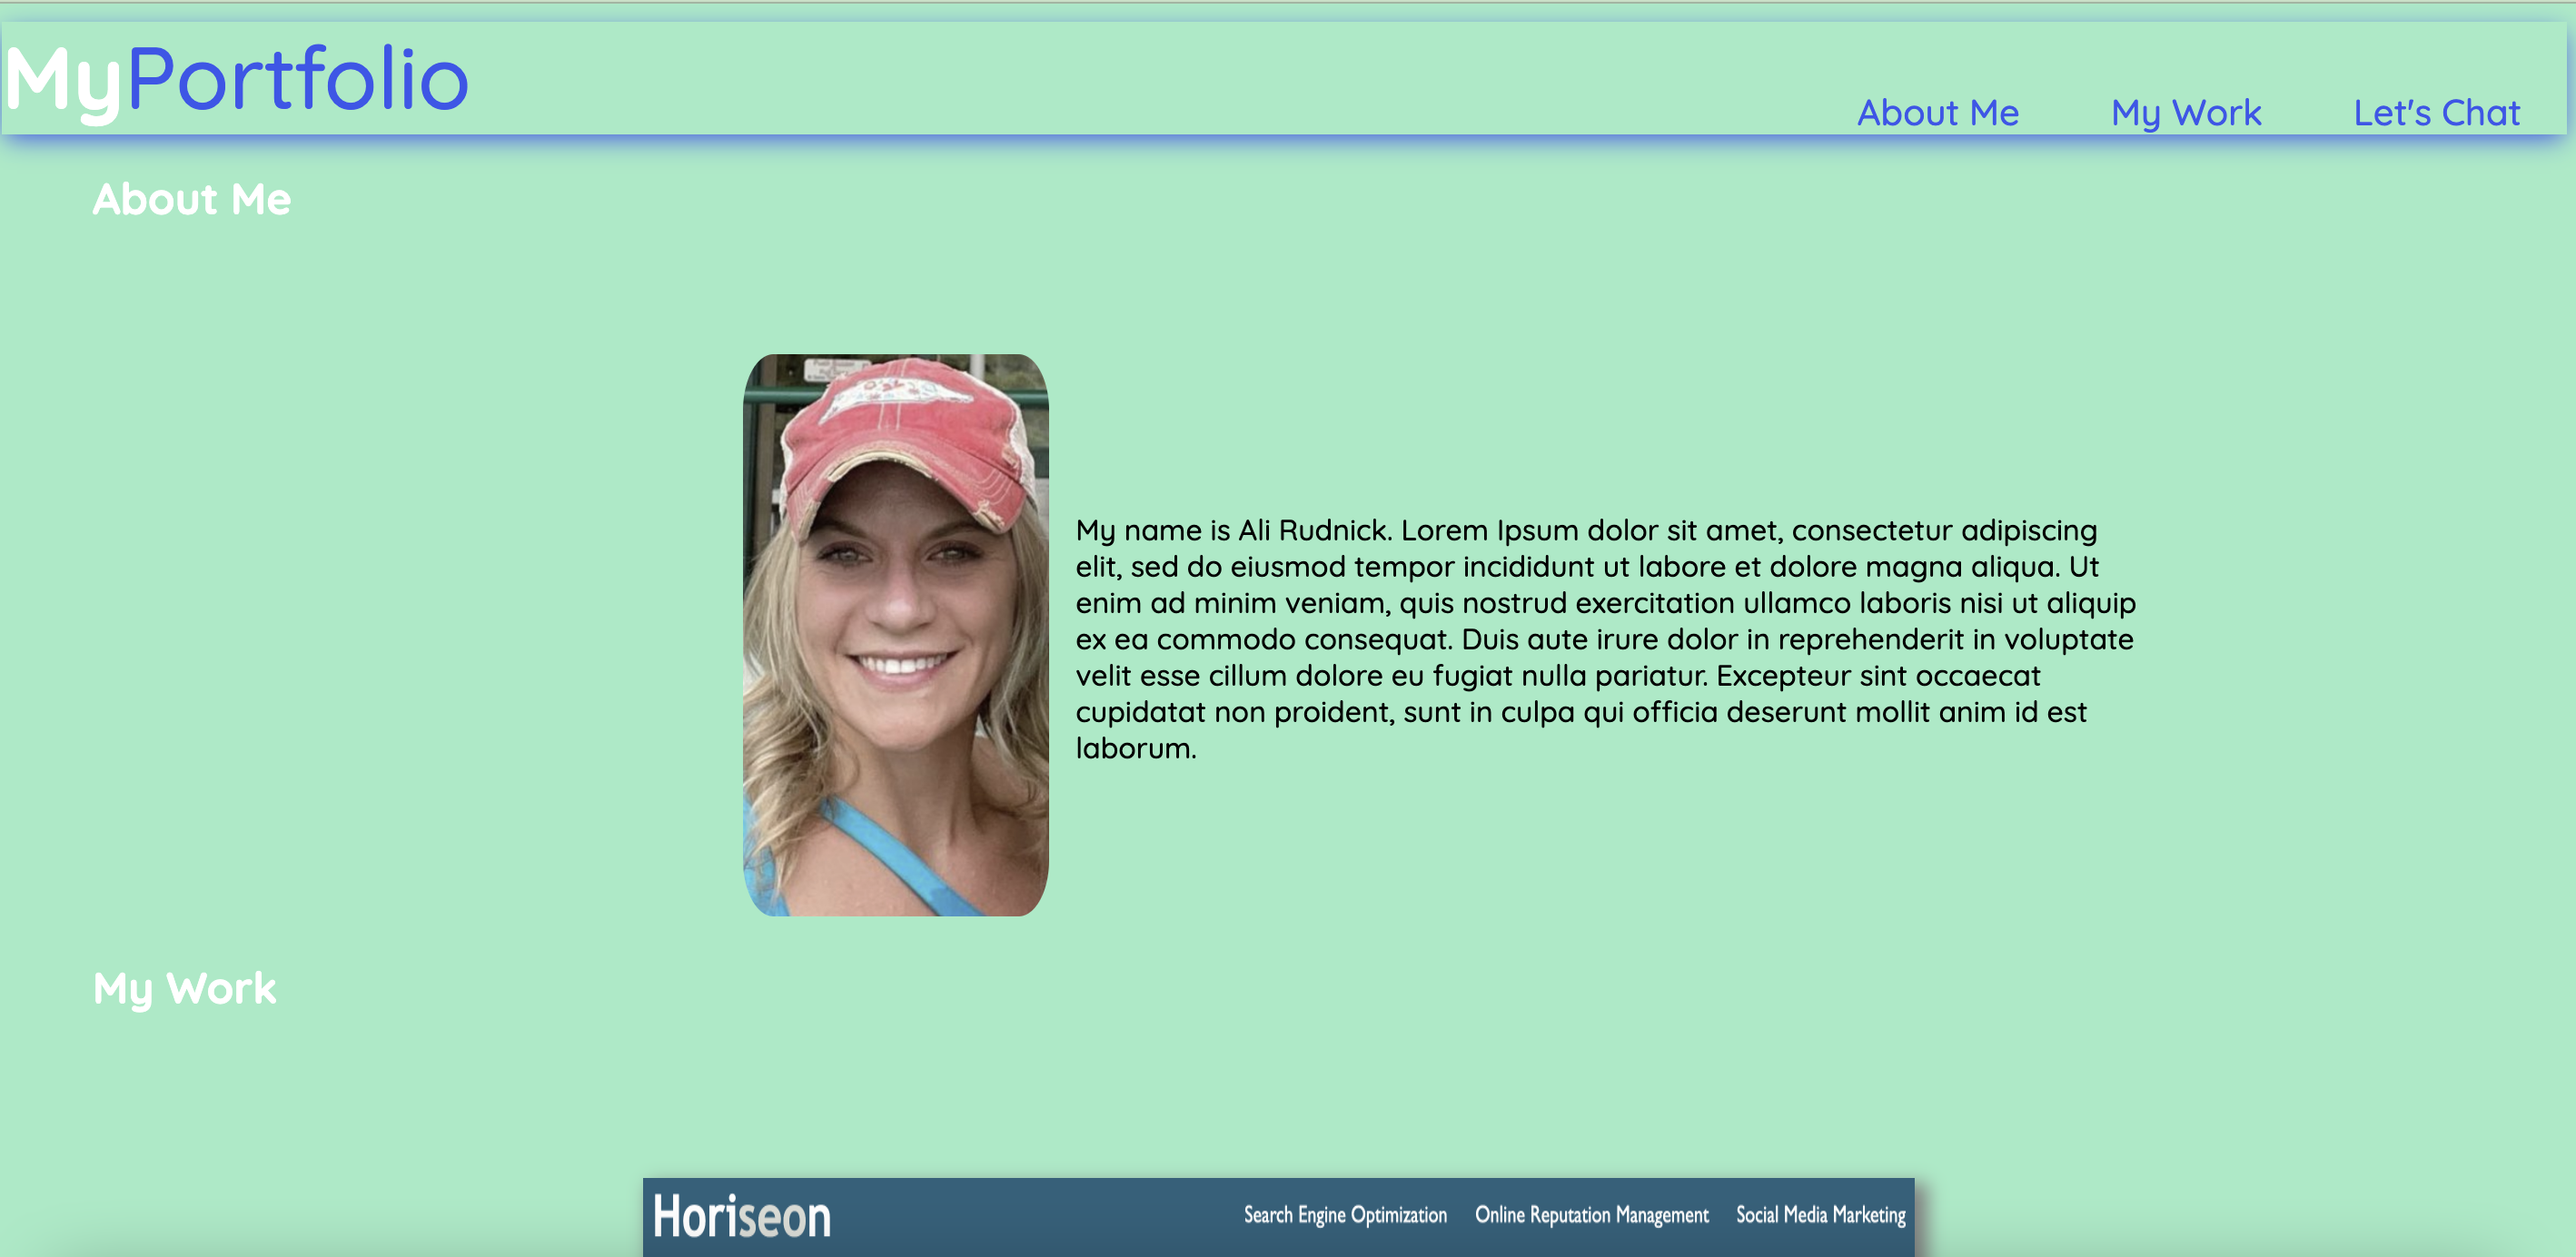 MyPortfolio
About Me My Work Let's Chat
About Me
My name is Ali Rudnick. Lorem Ipsum dolor sit amet, consectetur adipiscing
elit, sed do eiusmod tempor incididunt ut labore et dolore magna aliqua. Ut
enim ad minim veniam, quis nostrud exercitation ullamco laboris nisi ut aliquip
ex ea commodo consequat. Duis aute irure dolor in reprehenderit in voluptate
velit esse cillum dolore eu fugiat nulla pariatur. Excepteur sint occaecat
cupidatat non proident, sunt in culpa qui officia deserunt mollit anim id est
laborum.
My Work
Horiseon Search Engine Optimization Online Reputation Management Social Media Marketing